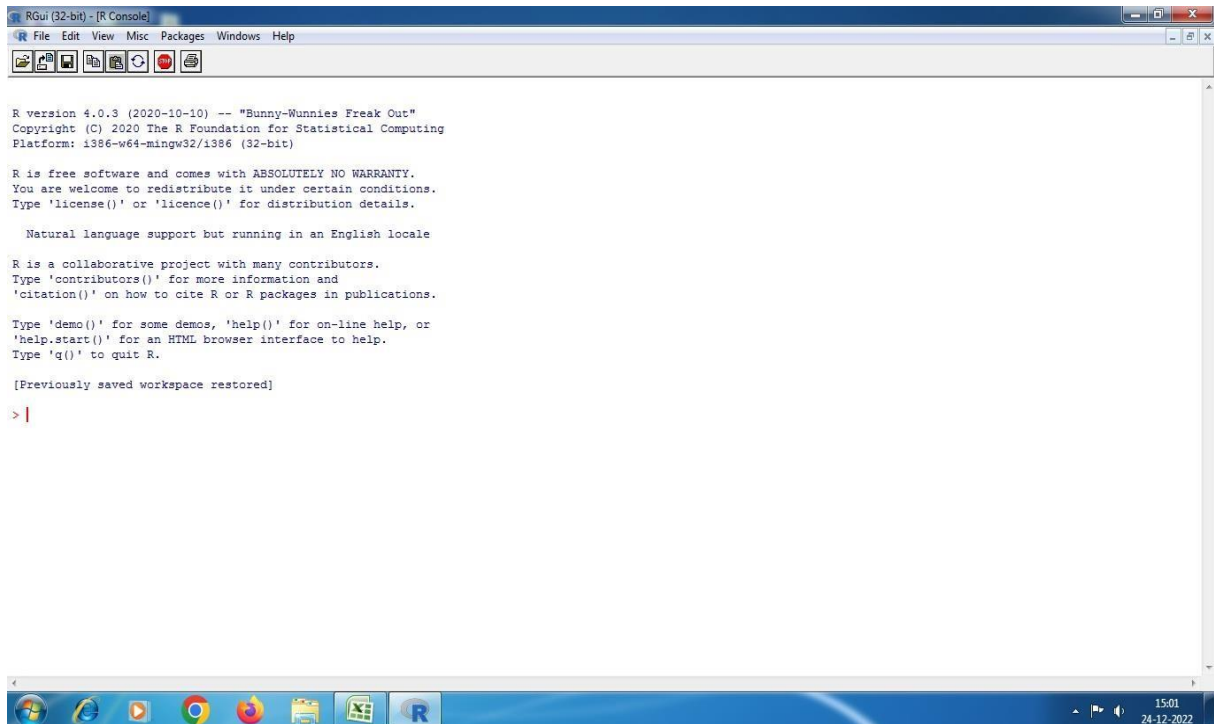 RGui (32-bit) - [R Console]
File Edit View Misc Packages Windows Help
STOP
R version 4.0.3 (2020-10-10) -- "Bunny-Wunnies Freak Out"
Copyright (C) 2020 The R Foundation for Statistical Computing
Platform: i386-w64-mingw32/i386 (32-bit)
R is free software and comes with ABSOLUTELY NO WARRANTY.
You are welcome to redistribute it under certain conditions.
Type 'license()' or 'licence()' for distribution details.
Natural language support but running in an English locale
R is a collaborative project with many contributors.
Type 'contributors()' for more information and
'citation()' on how to cite R or R packages in publications.
Type 'demo()' for some demos, 'help()' for on-line help, or
'help.start()' for an HTML browser interface to help.
Type 'q()' to quit R.
[Previously saved workspace restored]
>
15:01
24-12-2022